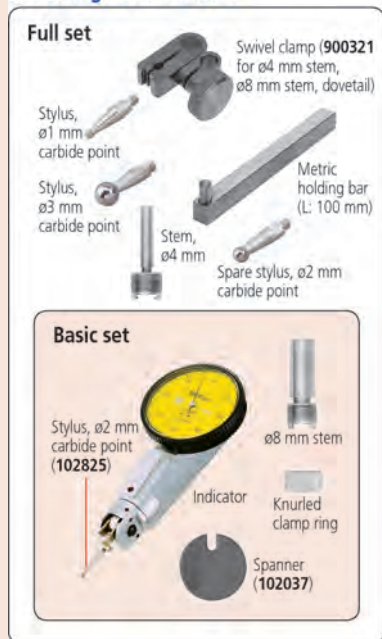 Full set
Swivel clamp (900321
for ø4 mm stem,
ø8 mm stem, dovetail)
Stylus,
ø1 mm
carbide point
Stylus,
ø3 mm
carbide point
Metric
holding bar
(L: 100 mm)
Stem,
ø4 mm
Spare stylus, ø2 mm
carbide point
Basic set
Stylus, ø2 mm
carbide point
(102825)
ø8 mm stem
Indicator
Knurled
clamp ring
Spanner
(102037)